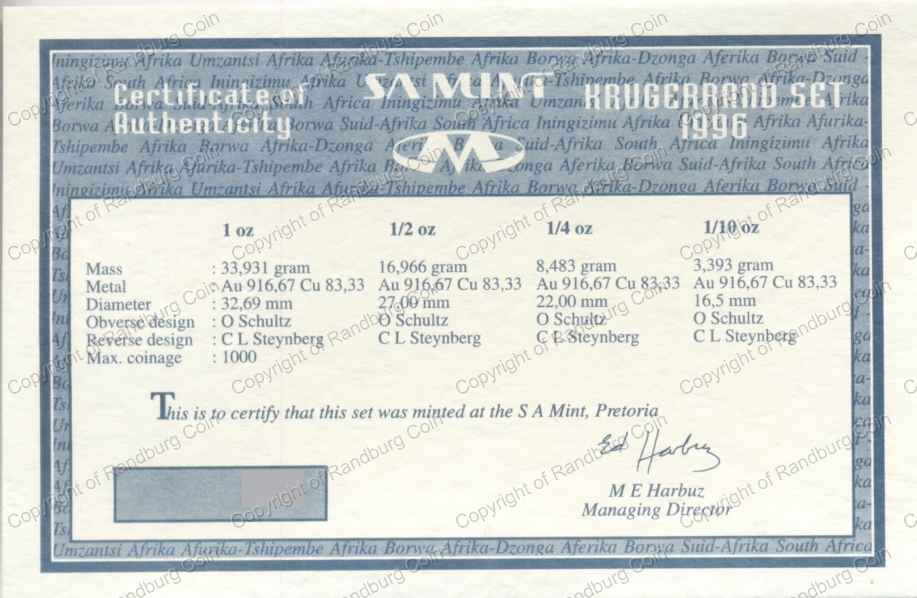 Certificate of Authenticity
SA MINT
KRUGERRAND SET
1996
1 oz 1/2 oz 1/4 oz 1/10 oz
Mass : 33,931 gram 16,966 gram 8,483 gram 3,393 gram
Metal : Au 916,67 Cu 83,33 Au 916,67 Cu 83,33 Au 916,67 Cu 83,33 Au 916,67 Cu 83,33
Diameter : 32,69 mm 27,00 mm 22,00 mm 16,5 mm
Obverse design : O Schultz O Schultz O Schultz O Schultz
Reverse design : C L Steynberg C L Steynberg C L Steynberg C L Steynberg
Max. coinage : 1000
This is to certify that this set was minted at the S A Mint, Pretoria
Ed Harbuz
M E Harbuz
Managing Director
Umzantsi Afrika Afurika-Tshipembe Afrika Borwa Afrika-Dzonga Aferika Borwa Suid-Afrika South Africa
Copyright of Randburg Coin